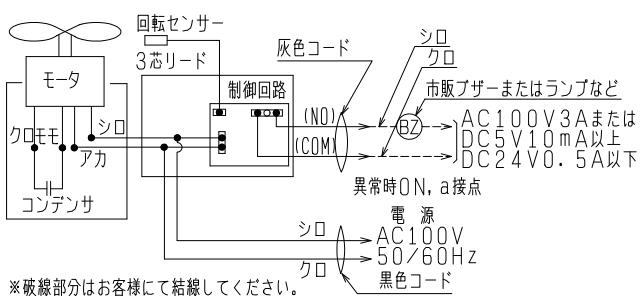 回転センサー
3芯リード
モータ
制御回路
クロ
モモ
シロ
アカ
コンデンサ
(NO)
(COM)
灰色コード
シロ
クロ
市販ブザーまたはランプなど
BZ
AC100V3Aまたは
DC5V10mA以上
DC24V0.5A以下
異常時ON,a接点
電 源
シロ
AC100V
50/60Hz
クロ
黒色コード
※破線部分はお客様にて結線してください。